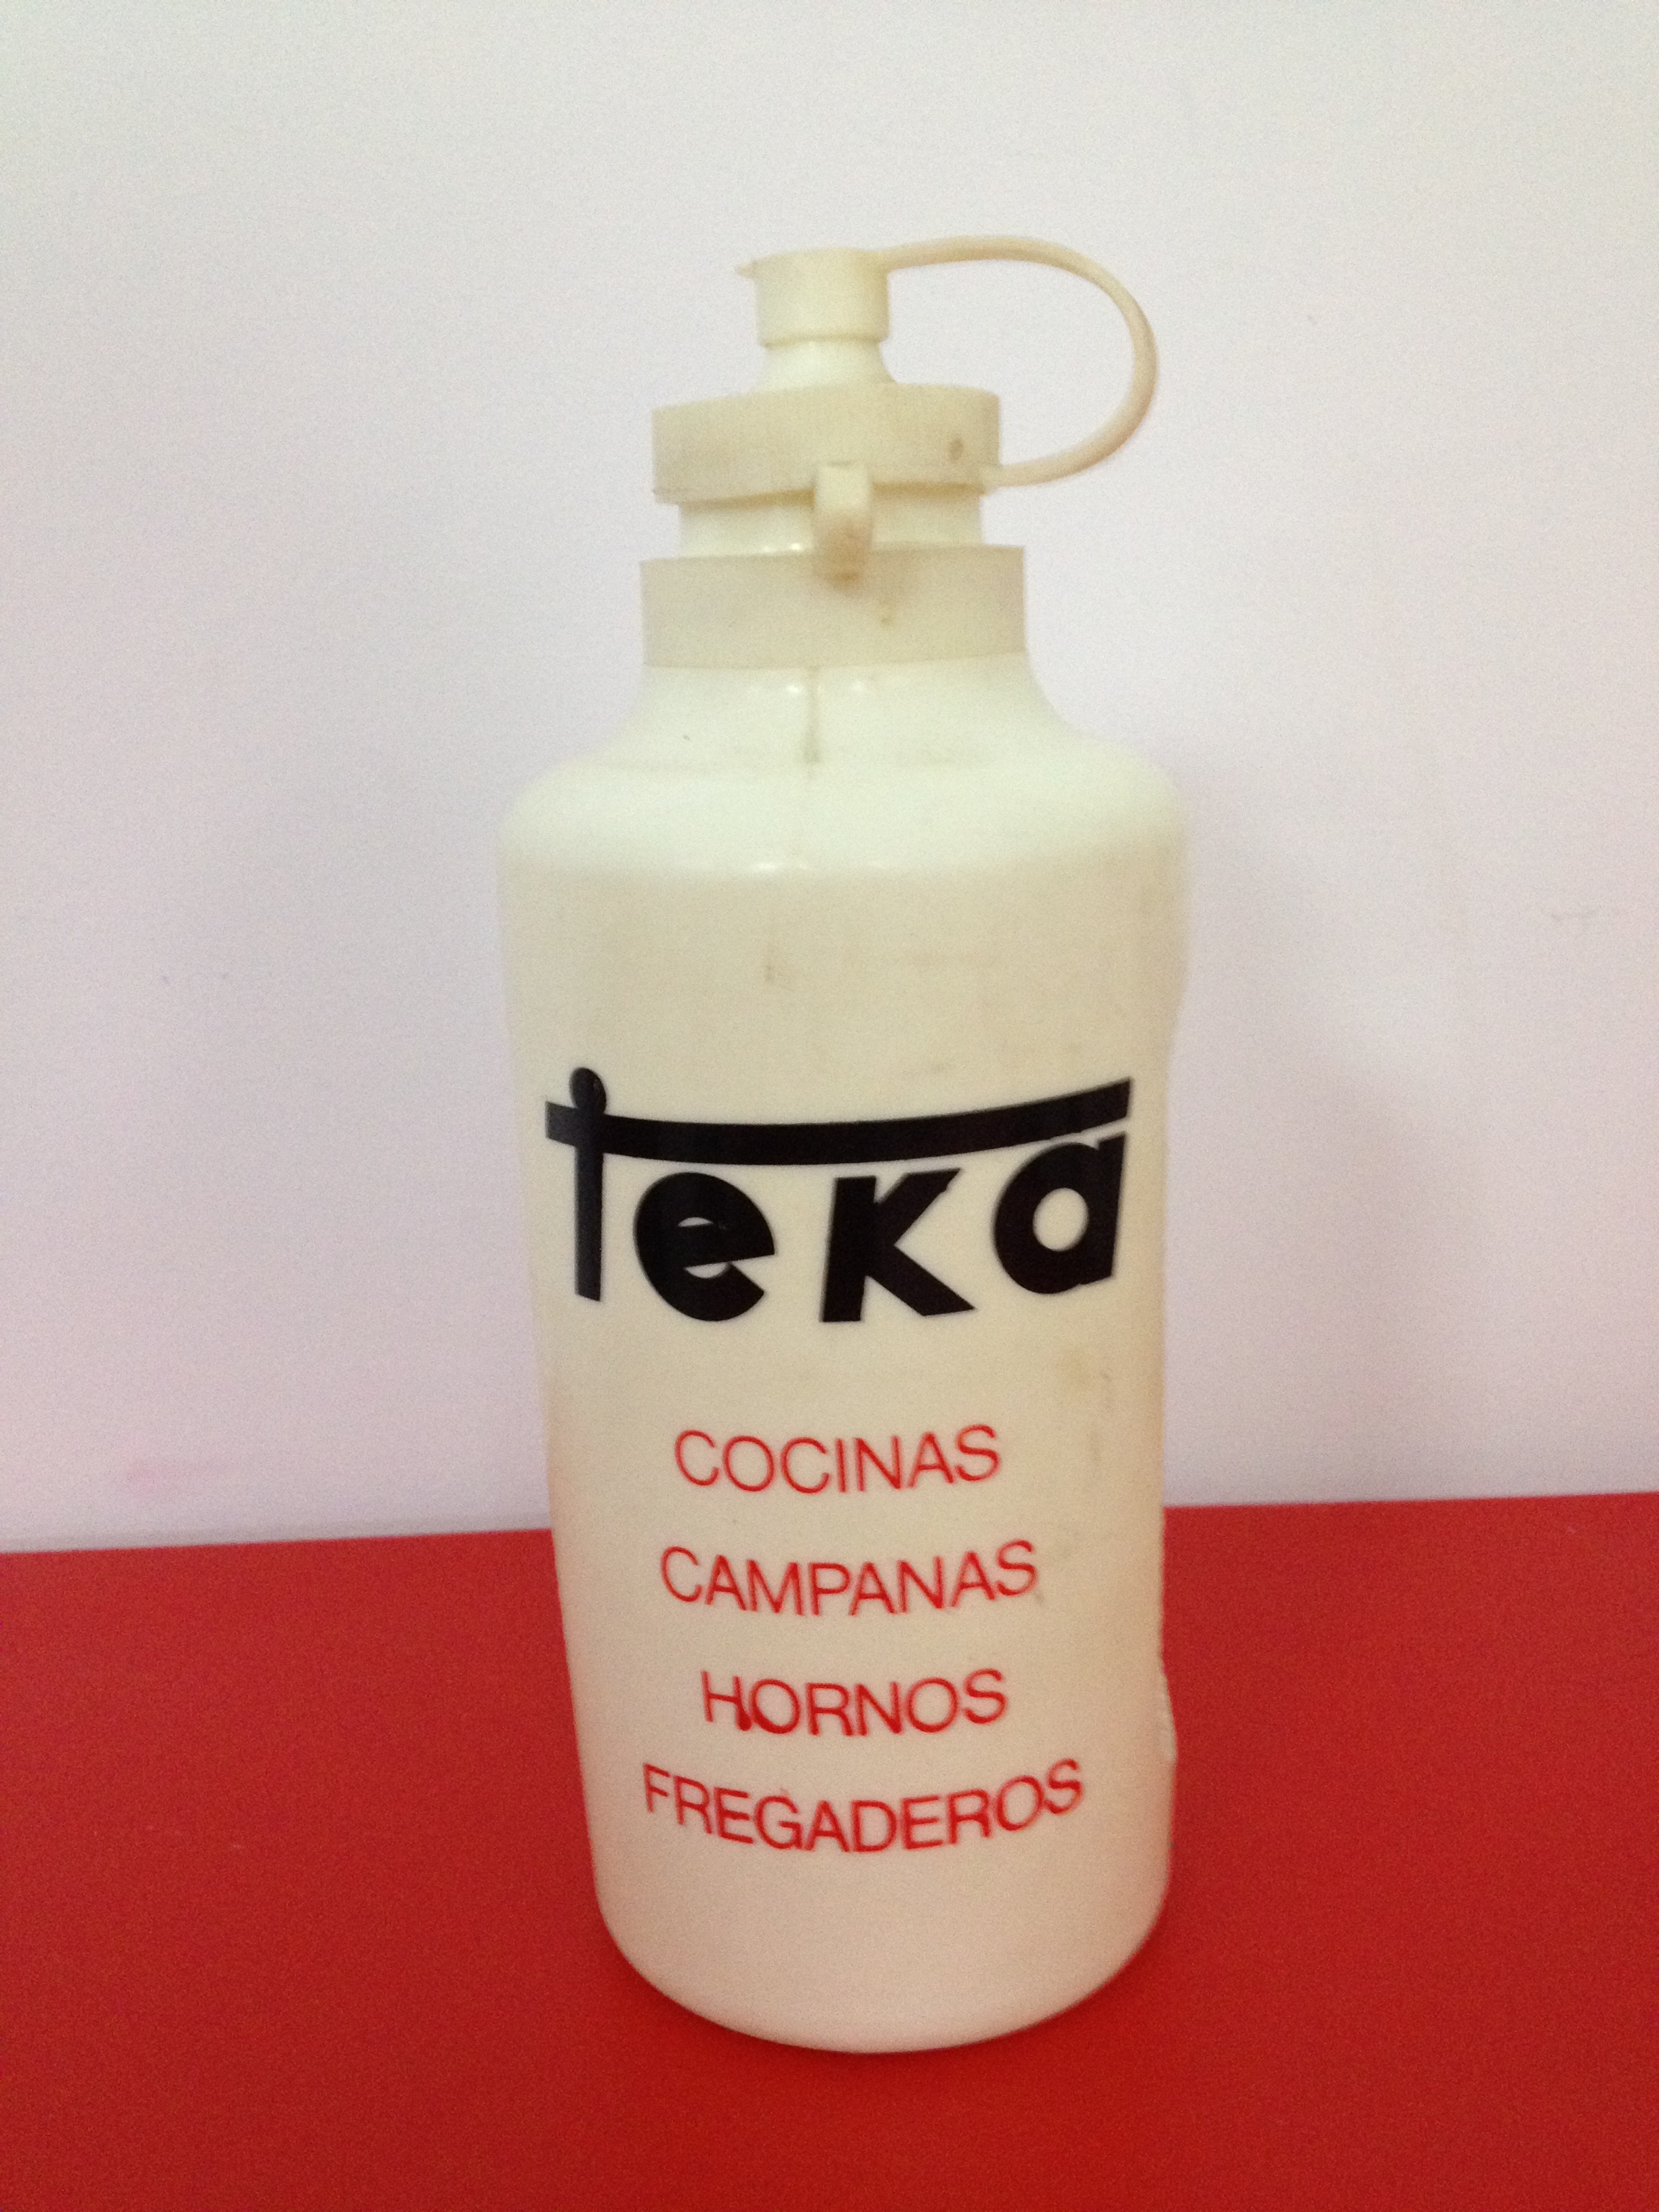 teka
COCINAS
CAMPANAS
HORNOS
FREGADEROS